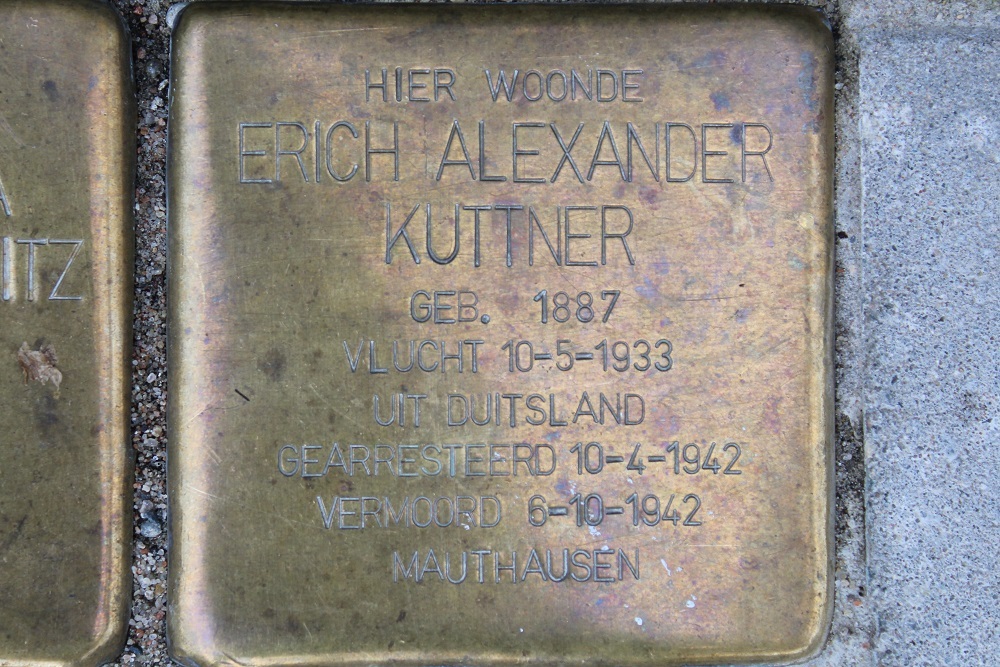 HIER WOONDE
ERICH ALEXANDER
KUTTNER
GEB. 1887
VLUCHT 10-5-1933
UIT DUITSLAND
GEARRESTEERD 10-4-1942
VERMOORD 6-10-1942
MAUTHAUSEN